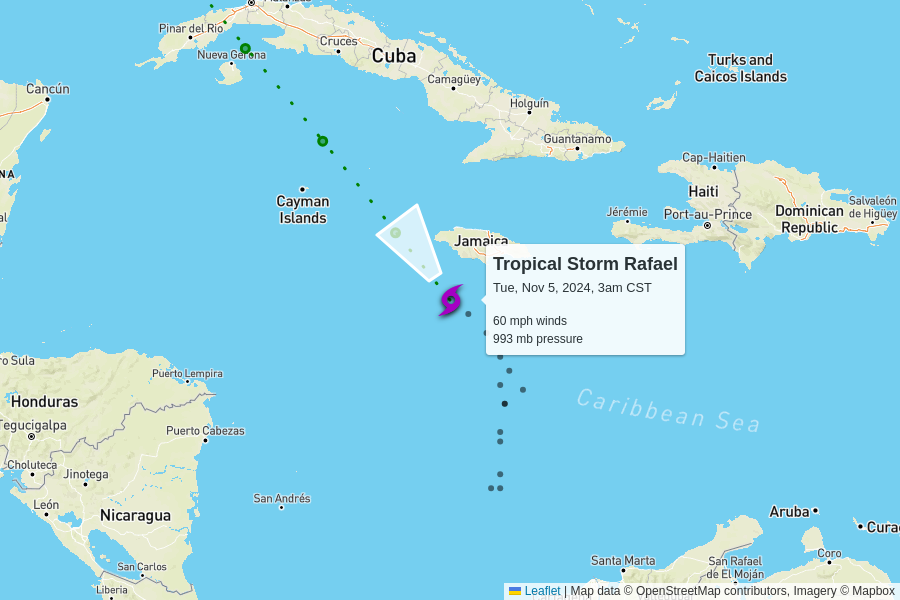 Matanzas
Pinar del Río
Cruces
Nueva Gerona
Cuba
Turks and
Caicos Islands
Cancún
Camagüey
Holguín
Guantanamo
NA
Cap-Haitien
Haiti
Cayman
Islands
Jérémie
Port-au-Prince
Dominican
Republic
Salvaleón
de Higüey
Jamaica
Tropical Storm Rafael
Tue, Nov 5, 2024, 3am CST
60 mph winds
993 mb pressure
ro Sula
Puerto Lempira
Honduras
Tegucigalpa
Puerto Cabezas
Caribbean Sea
Choluteca
Jinotega
San Andrés
León
Nicaragua
Aruba
Curac
San Carlos
Santa Marta
San Rafael
de El Moján
Coro
Liberia
Leaflet | Map data © OpenStreetMap contributors, Imagery © Mapbox